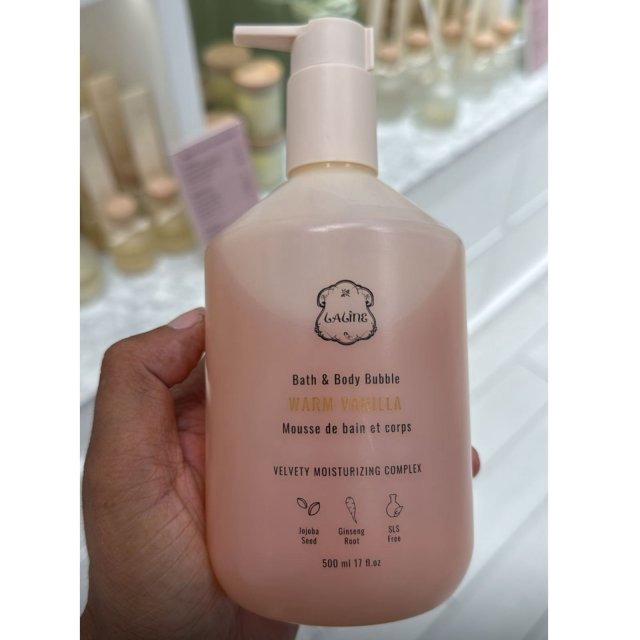 LALINE
Bath & Body Bubble
WARM VANILLA
Mousse de bain et corps
VELVETY MOISTURIZING COMPLEX
Jojoba Seed
Ginseng Root
SLS Free
500 ml 17 fl.oz